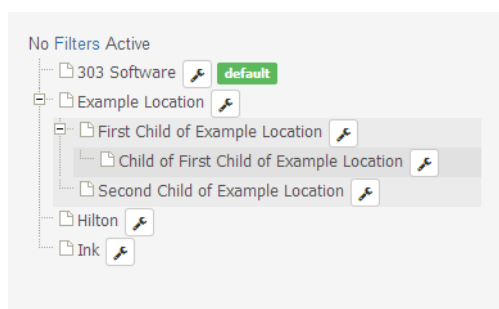 No Filters Active
303 Software default
Example Location
First Child of Example Location
Child of First Child of Example Location
Second Child of Example Location
Hilton
Ink